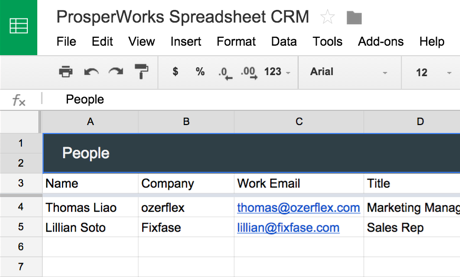 ProsperWorks Spreadsheet CRM
File Edit View Insert Format Data Tools Add-ons Help
$ % .0 .00 123 Arial 12
fx People
A B C D
1
2 People
3 Name Company Work Email Title
4 Thomas Liao ozerflex thomas@ozerflex.com Marketing Manag
5 Lillian Soto Fixfase lillian@fixfase.com Sales Rep
6
7